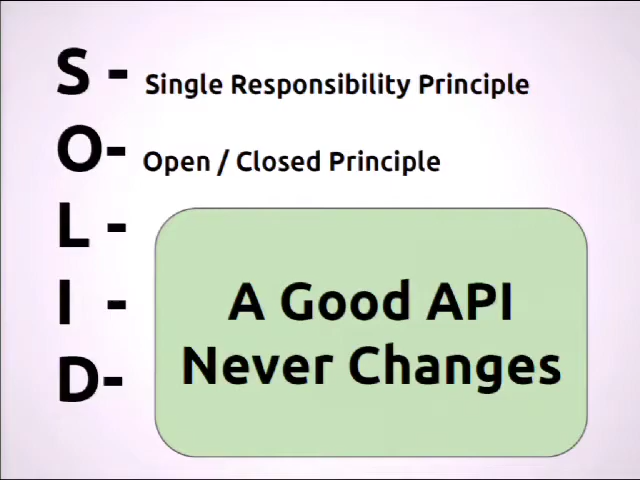 S - Single Responsibility Principle
O- Open / Closed Principle
L -
I -
D-
A Good API
Never Changes